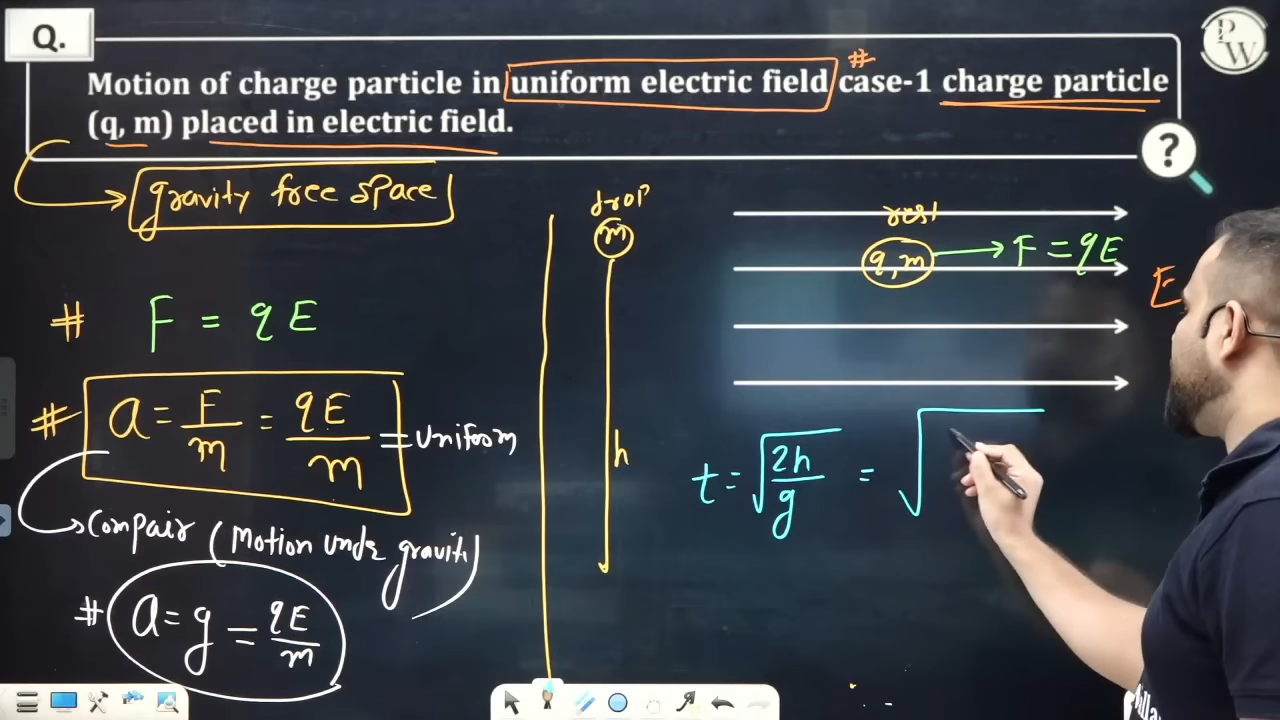 Q.
Motion of charge particle in uniform electric field case-1 charge particle
(q, m) placed in electric field.
?
PW
gravity free space
# F = qE
# a = F/m = qE/m = Uniform
Compair (Motion under gravity)
# a = g = qE/m
drop
m
h
rest
q, m → F = qE
E
t = √(2h/g) = √